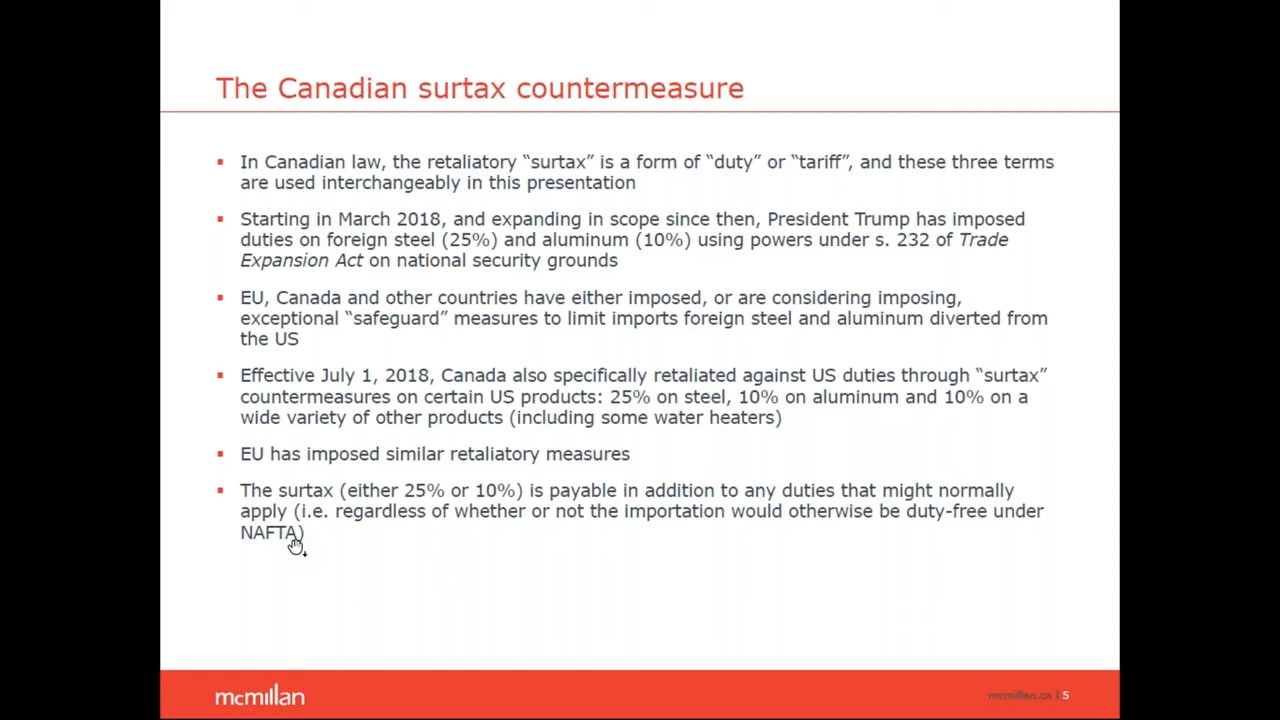 The Canadian surtax countermeasure
▪ In Canadian law, the retaliatory “surtax” is a form of “duty” or “tariff”, and these three terms
are used interchangeably in this presentation
▪ Starting in March 2018, and expanding in scope since then, President Trump has imposed
duties on foreign steel (25%) and aluminum (10%) using powers under s. 232 of Trade
Expansion Act on national security grounds
▪ EU, Canada and other countries have either imposed, or are considering imposing,
exceptional “safeguard” measures to limit imports foreign steel and aluminum diverted from
the US
▪ Effective July 1, 2018, Canada also specifically retaliated against US duties through “surtax”
countermeasures on certain US products: 25% on steel, 10% on aluminum and 10% on a
wide variety of other products (including some water heaters)
▪ EU has imposed similar retaliatory measures
▪ The surtax (either 25% or 10%) is payable in addition to any duties that might normally
apply (i.e. regardless of whether or not the importation would otherwise be duty-free under
NAFTA)
mcmillan
mcmillan.ca | 5